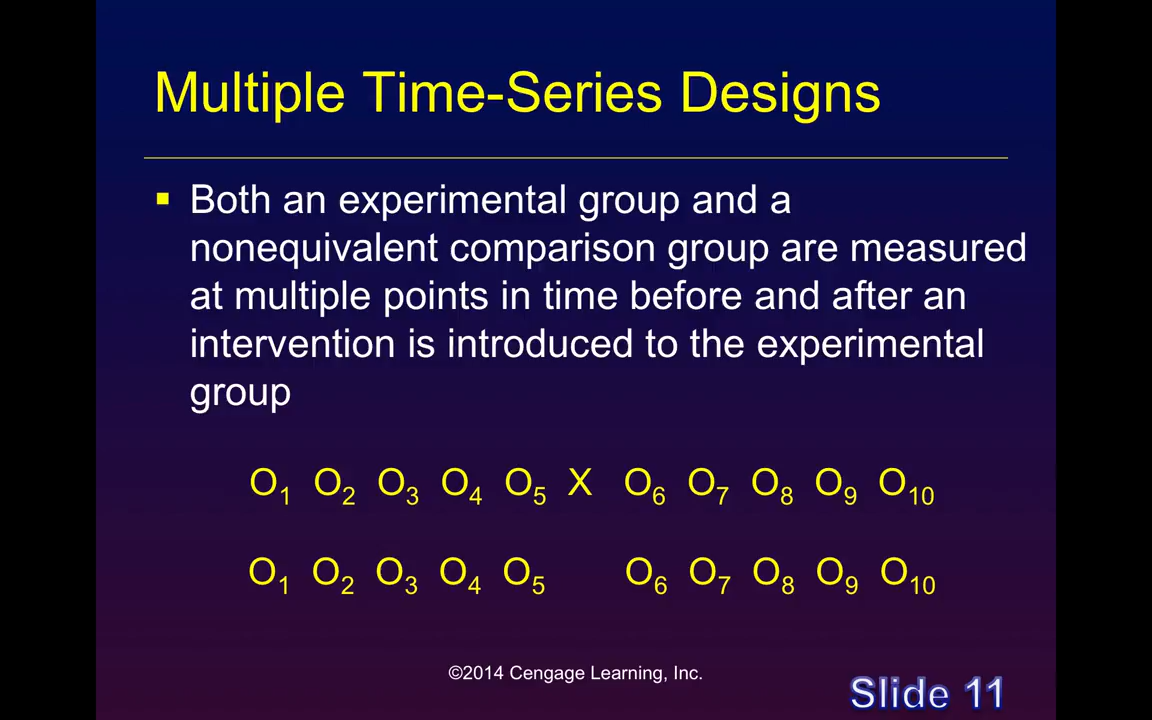 Multiple Time-Series Designs
▪ Both an experimental group and a
nonequivalent comparison group are measured
at multiple points in time before and after an
intervention is introduced to the experimental
group
O₁ O₂ O₃ O₄ O₅ X O₆ O₇ O₈ O₉ O₁₀
O₁ O₂ O₃ O₄ O₅ O₆ O₇ O₈ O₉ O₁₀
©2014 Cengage Learning, Inc.
Slide 11